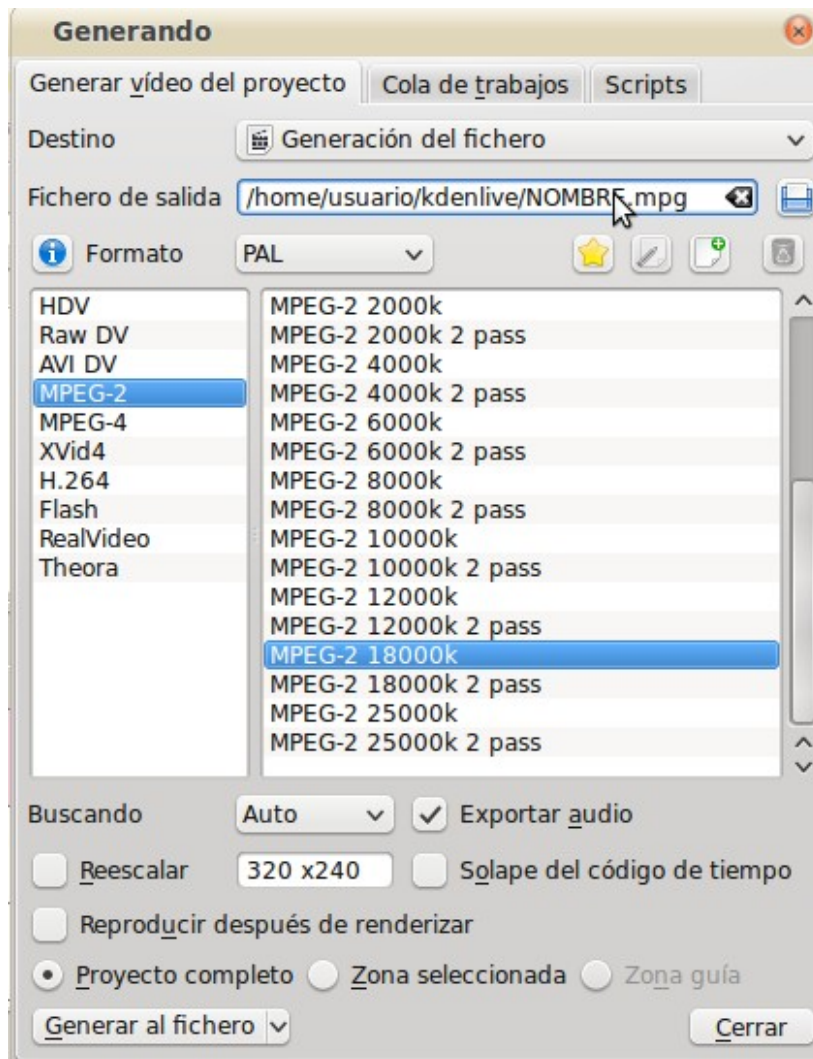 Generando
Generar vídeo del proyecto Cola de trabajos Scripts
Destino Generación del fichero
Fichero de salida /home/usuario/kdenlive/NOMBRE.mpg
Formato PAL
HDV MPEG-2 2000k
Raw DV MPEG-2 2000k 2 pass
AVI DV MPEG-2 4000k
MPEG-2 MPEG-2 4000k 2 pass
MPEG-4 MPEG-2 6000k
XVid4 MPEG-2 6000k 2 pass
H.264 MPEG-2 8000k
Flash MPEG-2 8000k 2 pass
RealVideo MPEG-2 10000k
Theora MPEG-2 10000k 2 pass
MPEG-2 12000k
MPEG-2 12000k 2 pass
MPEG-2 18000k
MPEG-2 18000k 2 pass
MPEG-2 25000k
MPEG-2 25000k 2 pass
Buscando Auto Exportar audio
Reescalar 320 x240 Solape del código de tiempo
Reproducir después de renderizar
Proyecto completo Zona seleccionada Zona guía
Generar al fichero Cerrar